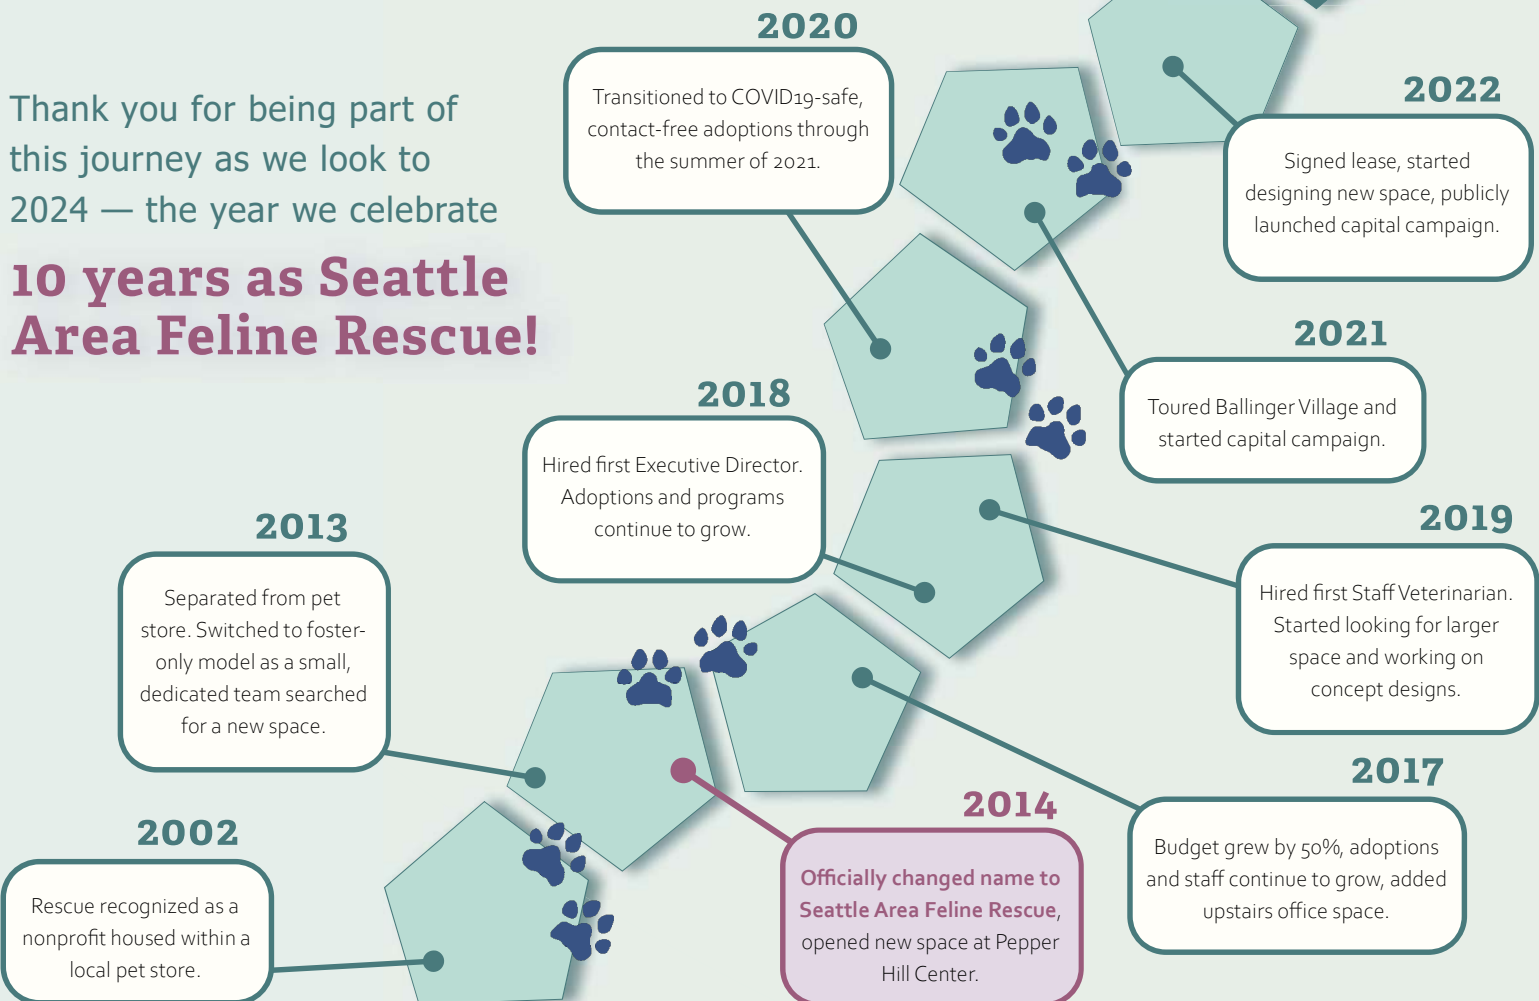 Thank you for being part of
this journey as we look to
2024 — the year we celebrate
10 years as Seattle
Area Feline Rescue!
2020
Transitioned to COVID19-safe,
contact-free adoptions through
the summer of 2021.
2022
Signed lease, started
designing new space, publicly
launched capital campaign.
2021
Toured Ballinger Village and
started capital campaign.
2018
Hired first Executive Director.
Adoptions and programs
continue to grow.
2019
Hired first Staff Veterinarian.
Started looking for larger
space and working on
concept designs.
2013
Separated from pet
store. Switched to foster-
only model as a small,
dedicated team searched
for a new space.
2017
Budget grew by 50%, adoptions
and staff continue to grow, added
upstairs office space.
2014
Officially changed name to
Seattle Area Feline Rescue,
opened new space at Pepper
Hill Center.
2002
Rescue recognized as a
nonprofit housed within a
local pet store.